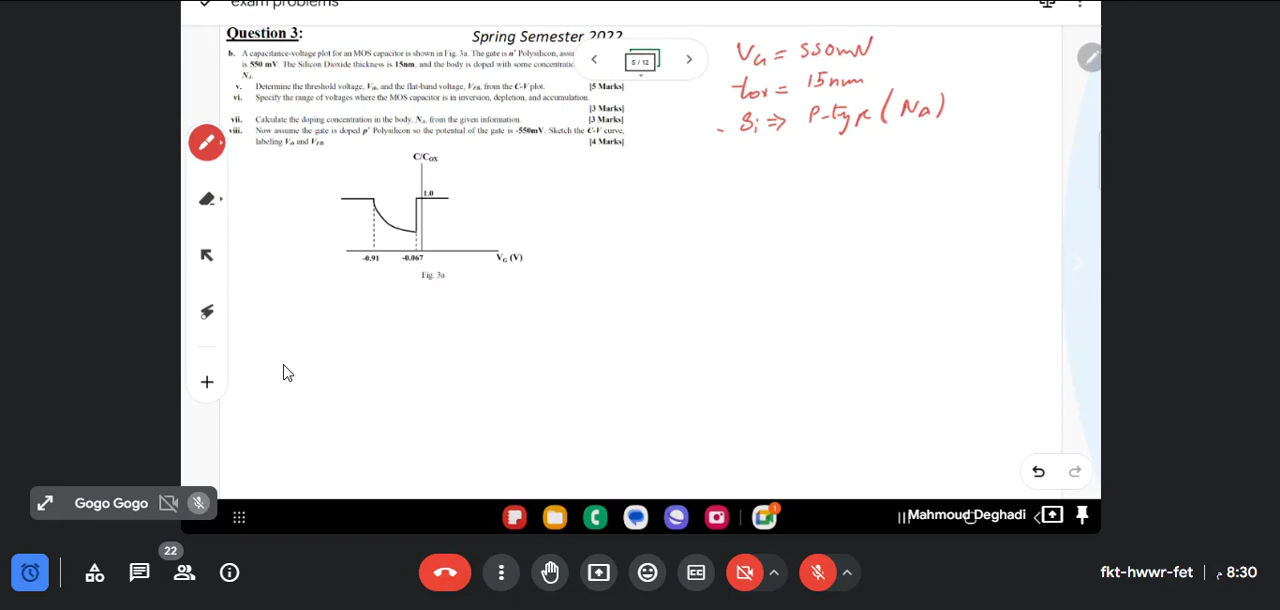 exam problems
Question 3:
Spring Semester 2022
b. A capacitance-voltage plot for an MOS capacitor is shown in Fig. 3a. The gate is n+ Polysilicon,
is 550 mV. The Silicon Dioxide thickness is 15nm, and the body is doped with some
v. Determine the threshold voltage, and the flat-band voltage, VFB, from the C-V plot. [5 Marks]
vi. Specify the range of voltages where the MOS capacitor is in inversion, depletion, and accumulation.
[3 Marks]
vii. Calculate the doping concentration in the body, Na, from the given information. [3 Marks]
viii. Now assume the gate is doped p+ Polysilicon so the potential of the gate is -550mV. Sketch the C-V curve,
labeling and VFB [4 Marks]
5 / 12
VG = 550mV
tox = 15nm
Si => P-type (Na)
C/COX
1.0
-0.91
-0.067
VG (V)
Fig. 3a
Gogo Gogo
Mahmoud Deghadi
1
22
fkt-hwwr-fet
8:30 م